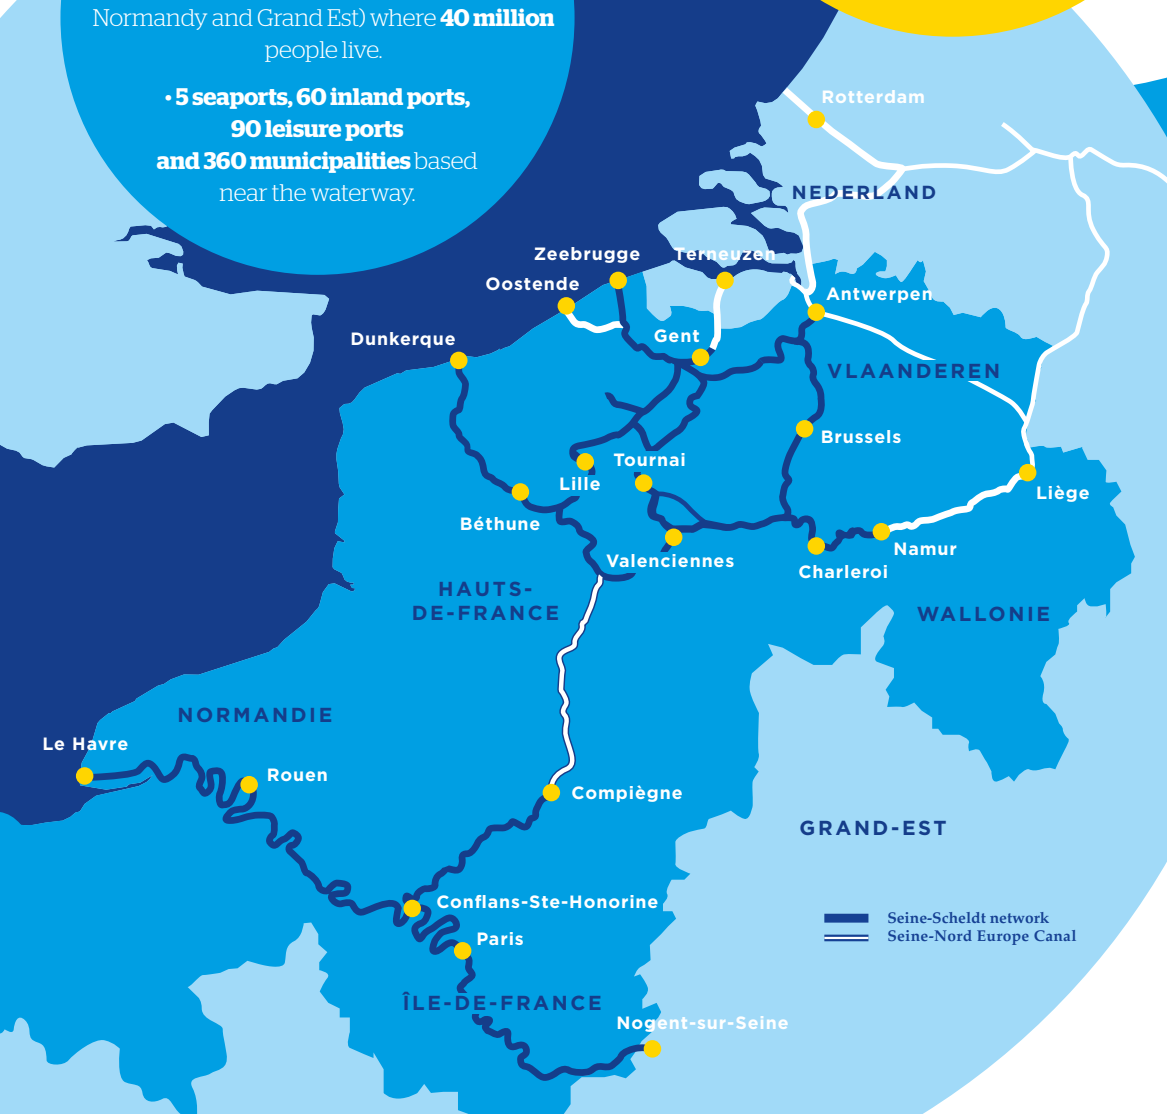 Normandy and Grand Est) where 40 million
people live.
• 5 seaports, 60 inland ports,
90 leisure ports
and 360 municipalities based
near the waterway.
Rotterdam
NEDERLAND
Zeebrugge
Terneuzen
Oostende
Antwerpen
Dunkerque
Gent
VLAANDEREN
Brussels
Tournai
Lille
Liège
Béthune
Namur
Valenciennes
Charleroi
HAUTS-
DE-FRANCE
WALLONIE
NORMANDIE
Le Havre
Rouen
Compiègne
GRAND-EST
Conflans-Ste-Honorine
Seine-Scheldt network
Seine-Nord Europe Canal
Paris
ÎLE-DE-FRANCE
Nogent-sur-Seine